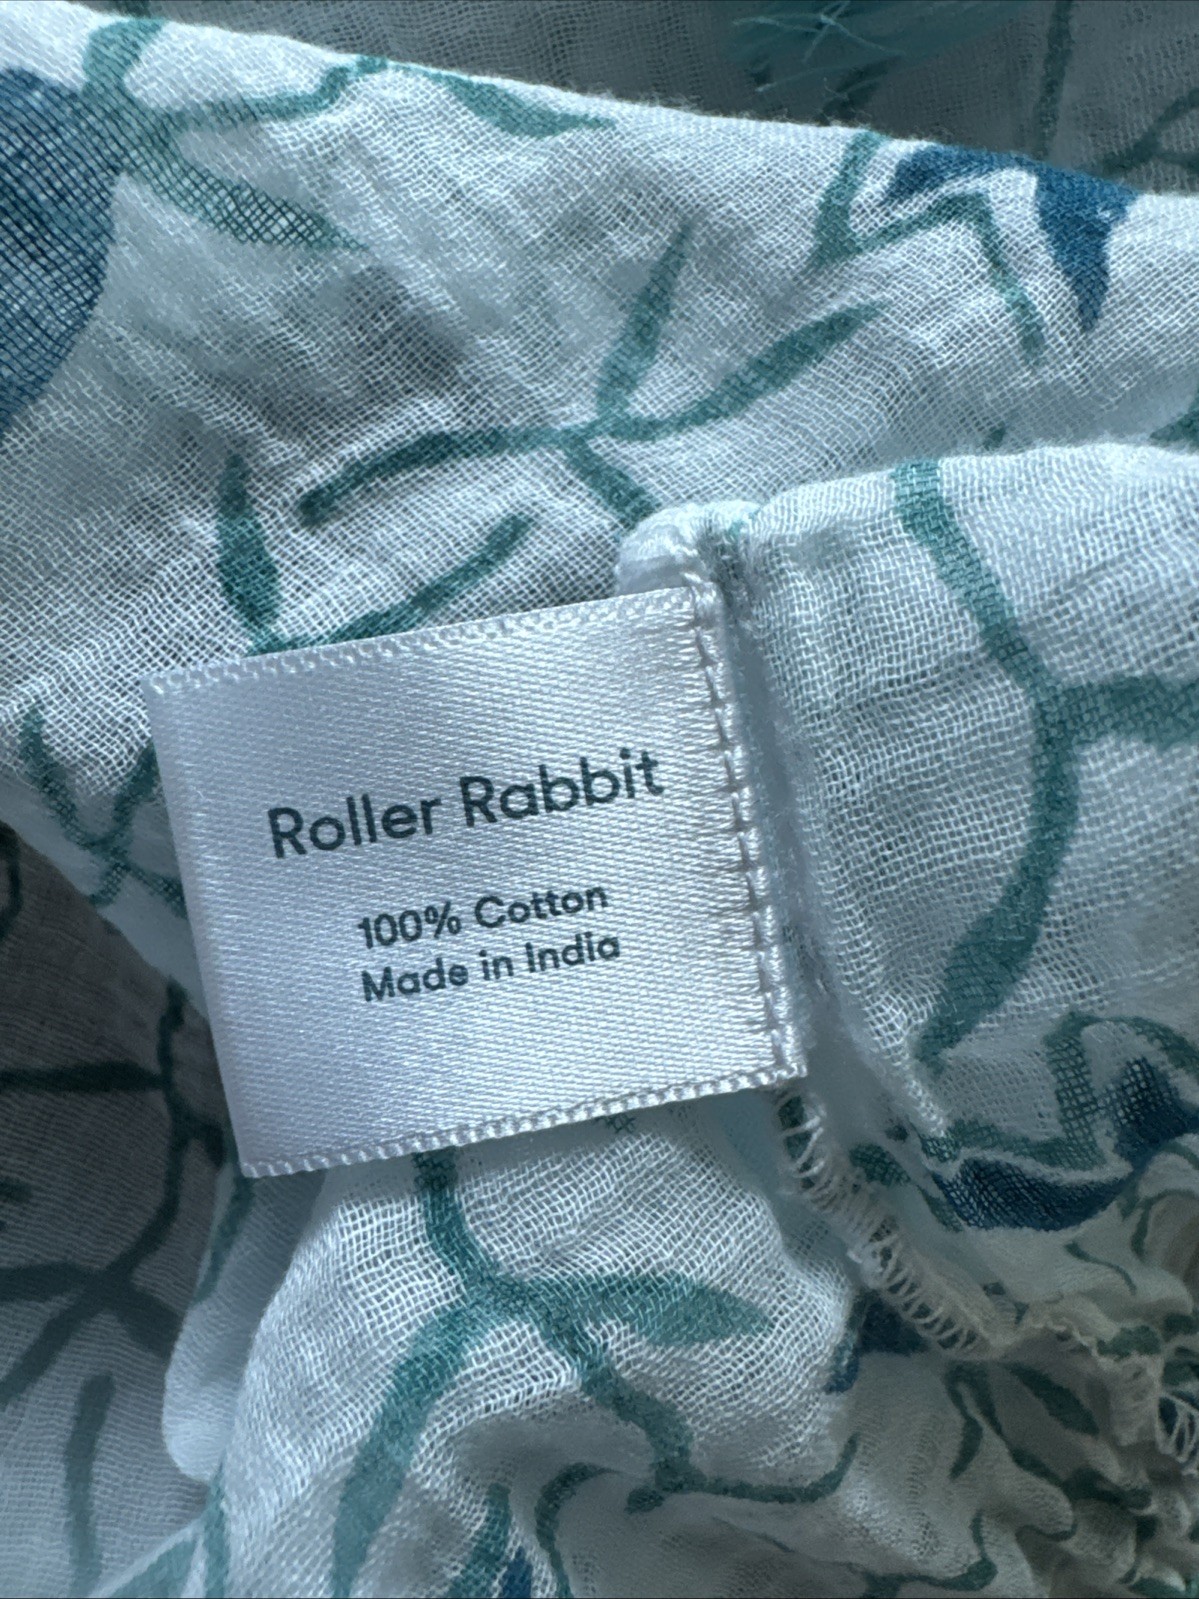 Roller Rabbit
100% Cotton
Made in India